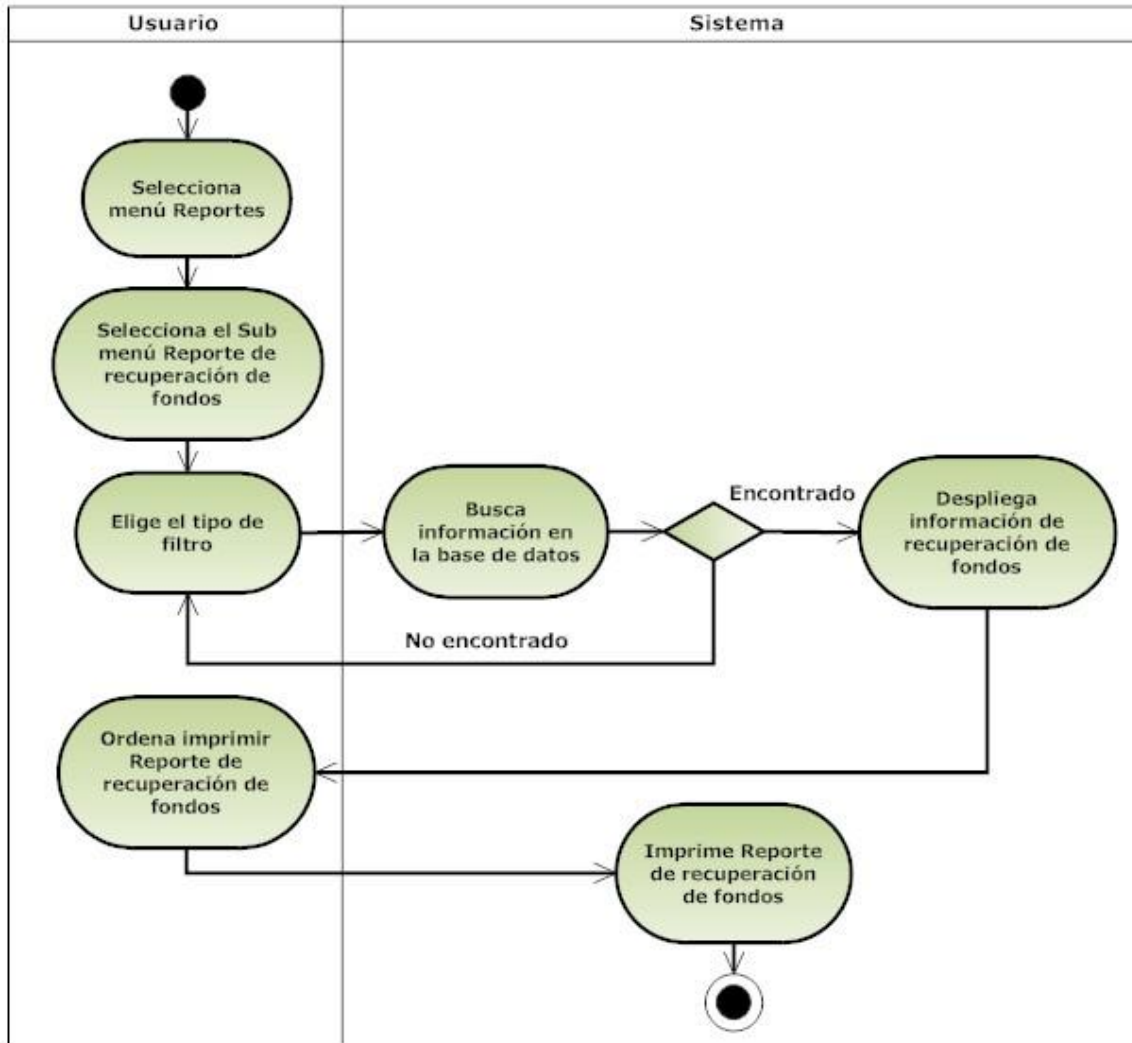 Usuario
Sistema
Selecciona
menú Reportes
Selecciona el Sub
menú Reporte de
recuperación de
fondos
Elige el tipo de
filtro
Busca
información en
la base de datos
Encontrado
Despliega
información de
recuperación de
fondos
No encontrado
Ordena imprimir
Reporte de
recuperación de
fondos
Imprime Reporte
de recuperación
de fondos